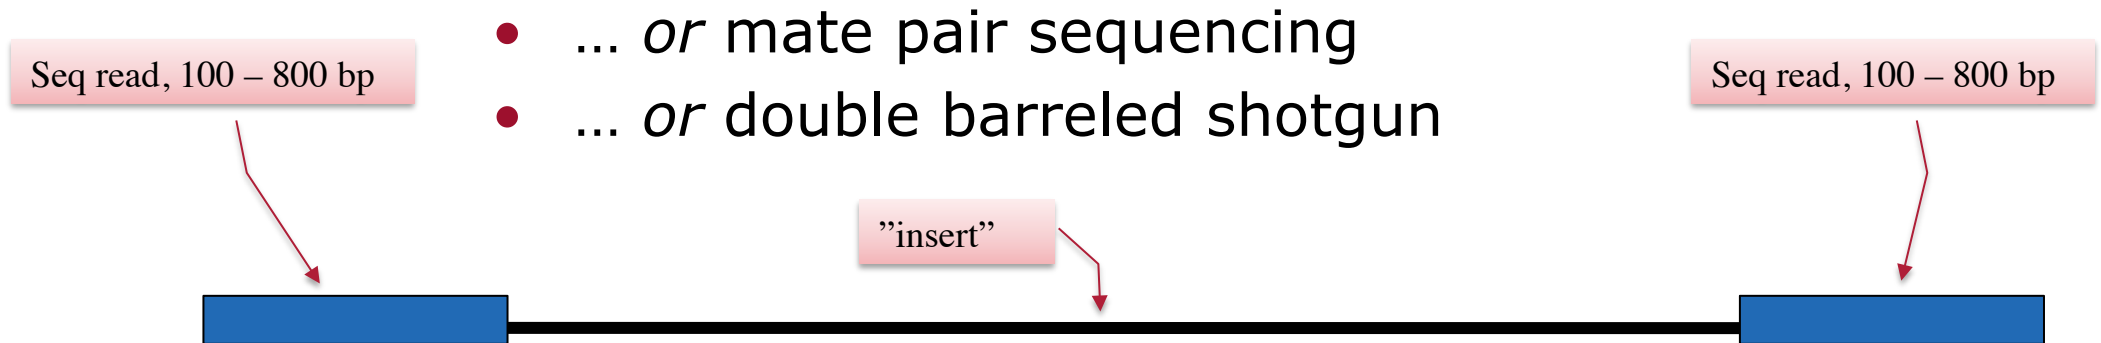 • … or mate pair sequencing
Seq read, 100 – 800 bp
Seq read, 100 – 800 bp
• … or double barreled shotgun
”insert”